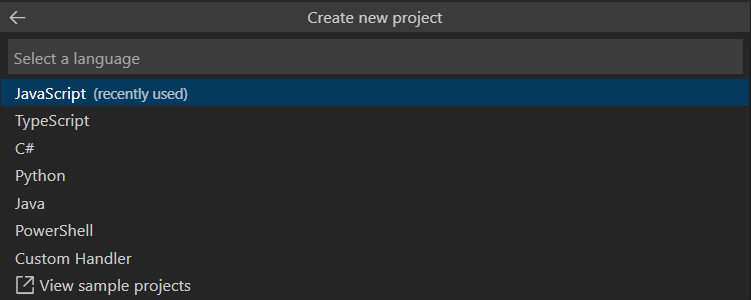 Create new project
Select a language
JavaScript (recently used)
TypeScript
C#
Python
Java
PowerShell
Custom Handler
View sample projects